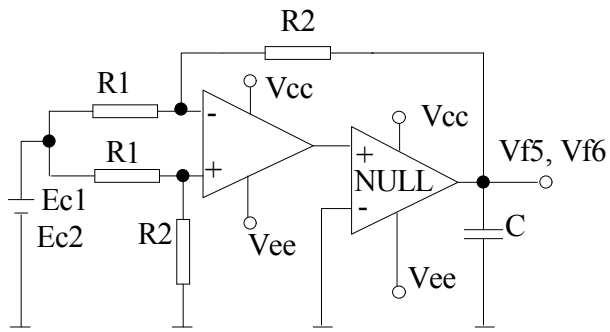 R2
R1
Vcc
-
Vcc
R1
+
Vf5, Vf6
+
NULL
Ec1
-
Ec2
R2
C
Vee
Vee